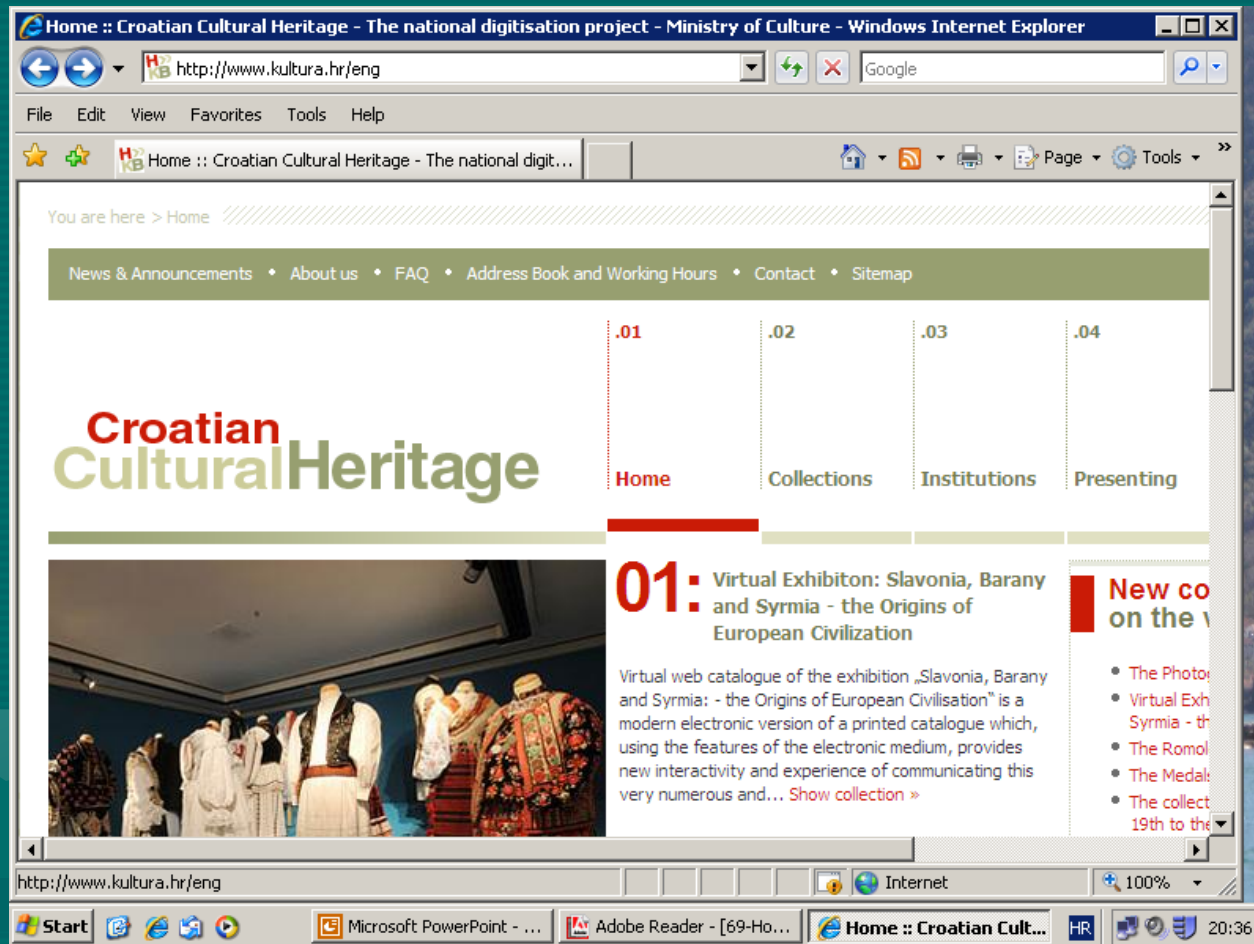 Home :: Croatian Cultural Heritage - The national digitisation project - Ministry of Culture - Windows Internet Explorer
http://www.kultura.hr/eng
Google
File Edit View Favorites Tools Help
Home :: Croatian Cultural Heritage - The national digit...
Page Tools »
You are here > Home
News & Announcements • About us • FAQ • Address Book and Working Hours • Contact • Sitemap
.01 .02 .03 .04
Croatian
CulturalHeritage
Home Collections Institutions Presenting
01: Virtual Exhibiton: Slavonia, Barany
and Syrmia - the Origins of
European Civilization
Virtual web catalogue of the exhibition „Slavonia, Barany
and Syrmia: - the Origins of European Civilisation“ is a
modern electronic version of a printed catalogue which,
using the features of the electronic medium, provides
new interactivity and experience of communicating this
very numerous and... Show collection »
New co
on the
• The Photo
• Virtual Exh
Syrmia - th
• The Romol
• The Medal
• The collect
19th to the
http://www.kultura.hr/eng
Internet
100%
Start
Microsoft PowerPoint - ...
Adobe Reader - [69-Ho...
Home :: Croatian Cult...
HR
20:36